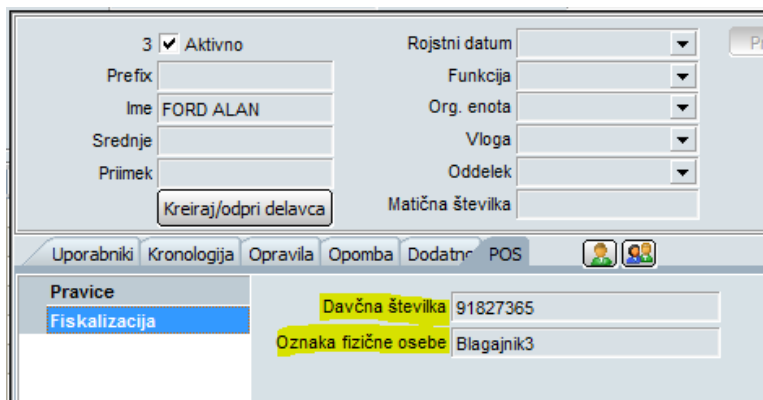 3 Aktivno
Rojstni datum
Prefix
Funkcija
Ime FORD ALAN
Org. enota
Srednje
Vloga
Priimek
Oddelek
Kreiraj/odpri delavca
Matična številka
Uporabniki Kronologija Opravila Opomba Dodatno POS
Pravice
Fiskalizacija
Davčna številka 91827365
Oznaka fizične osebe Blagajnik3